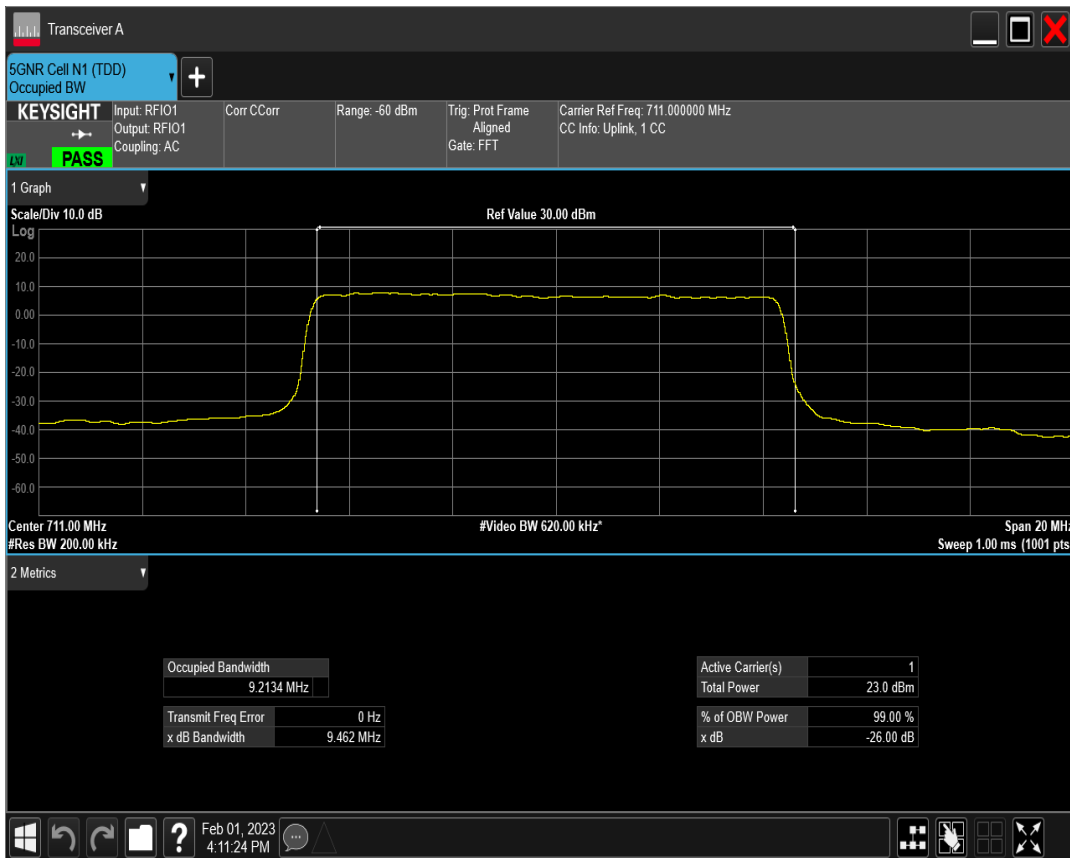 Transceiver A
5GNR Cell N1 (TDD)
Occupied BW
+
KEYSIGHT
LXI
PASS
Input: RFIO1
Output: RFIO1
Coupling: AC
Corr CCorr
Range: -60 dBm
Trig: Prot Frame
Aligned
Gate: FFT
Carrier Ref Freq: 711.000000 MHz
CC Info: Uplink, 1 CC
1 Graph
Scale/Div 10.0 dB
Ref Value 30.00 dBm
Log
20.0
10.0
0.00
-10.0
-20.0
-30.0
-40.0
-50.0
-60.0
Center 711.00 MHz
#Video BW 620.00 kHz*
Span 20 MHz
#Res BW 200.00 kHz
Sweep 1.00 ms (1001 pts
2 Metrics
Occupied Bandwidth
9.2134 MHz
Transmit Freq Error 0 Hz
x dB Bandwidth 9.462 MHz
Active Carrier(s) 1
Total Power 23.0 dBm
% of OBW Power 99.00 %
x dB -26.00 dB
?
Feb 01, 2023
4:11:24 PM